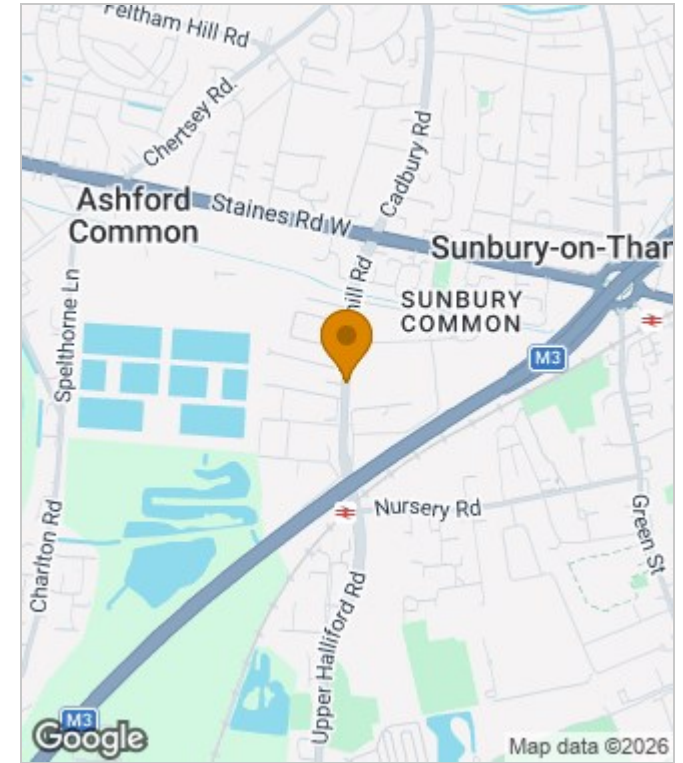 Feltham Hill Rd
Chertsey Rd.
Cadbury Rd
Ashford
Common
Staines Rd W
Sunbury-on-Thar
SUNBURY
COMMON
Spelthorne Ln
M3
Nursery Rd
Green St
Charlton Rd
Upper Halliford Rd
M3
Google
Map data ©2026